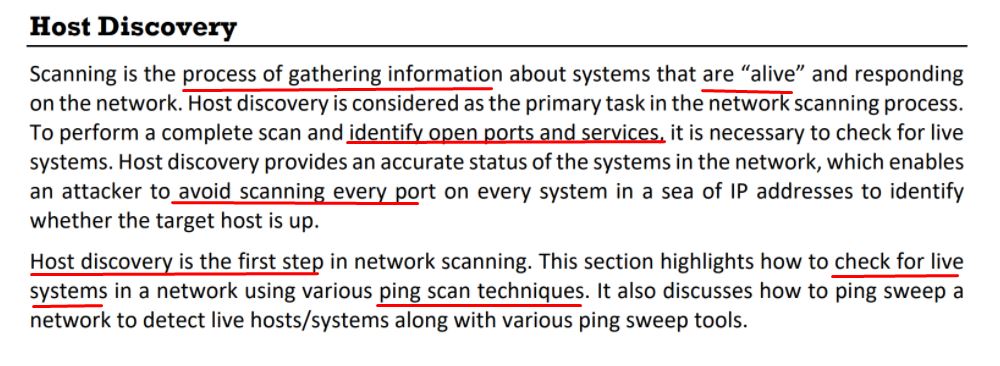 Host Discovery
Scanning is the process of gathering information about systems that are “alive” and responding
on the network. Host discovery is considered as the primary task in the network scanning process.
To perform a complete scan and identify open ports and services, it is necessary to check for live
systems. Host discovery provides an accurate status of the systems in the network, which enables
an attacker to avoid scanning every port on every system in a sea of IP addresses to identify
whether the target host is up.
Host discovery is the first step in network scanning. This section highlights how to check for live
systems in a network using various ping scan techniques. It also discusses how to ping sweep a
network to detect live hosts/systems along with various ping sweep tools.